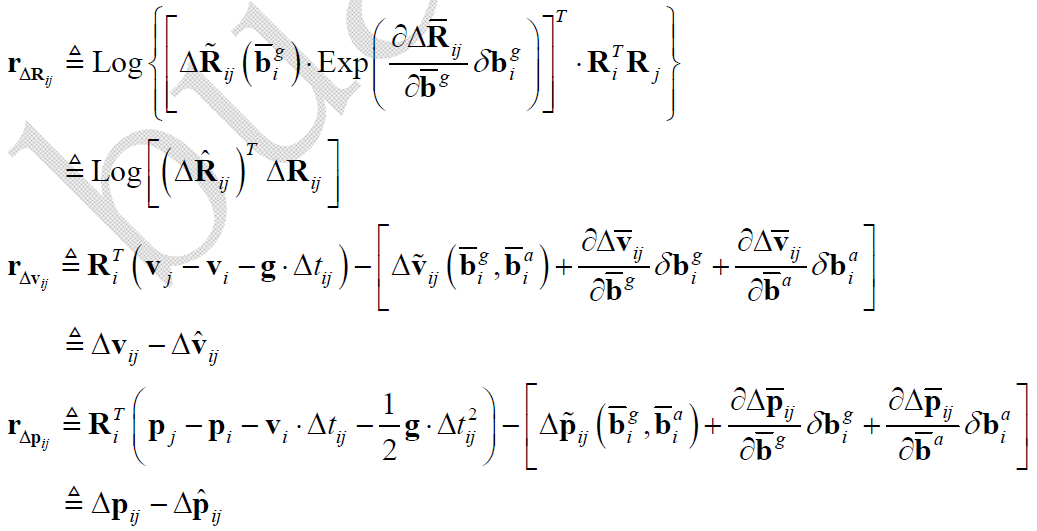 r_{ΔR_{ij}} ≜ Log{[ΔR̃_{ij}(b̄_i^g)·Exp(∂ΔR̄_{ij}/∂b̄^g δb_i^g)]^T · R_i^T R_j}
≜ Log[(ΔR̂_{ij})^T ΔR_{ij}]
r_{Δv_{ij}} ≜ R_i^T(v_j − v_i − g·Δt_{ij}) − [Δṽ_{ij}(b̄_i^g, b̄_i^a) + ∂Δv̄_{ij}/∂b̄^g δb_i^g + ∂Δv̄_{ij}/∂b̄^a δb_i^a]
≜ Δv_{ij} − Δv̂_{ij}
r_{Δp_{ij}} ≜ R_i^T(p_j − p_i − v_i·Δt_{ij} − 1/2 g·Δt_{ij}^2) − [Δp̃_{ij}(b̄_i^g, b̄_i^a) + ∂Δp̄_{ij}/∂b̄^g δb_i^g + ∂Δp̄_{ij}/∂b̄^a δb_i^a]
≜ Δp_{ij} − Δp̂_{ij}